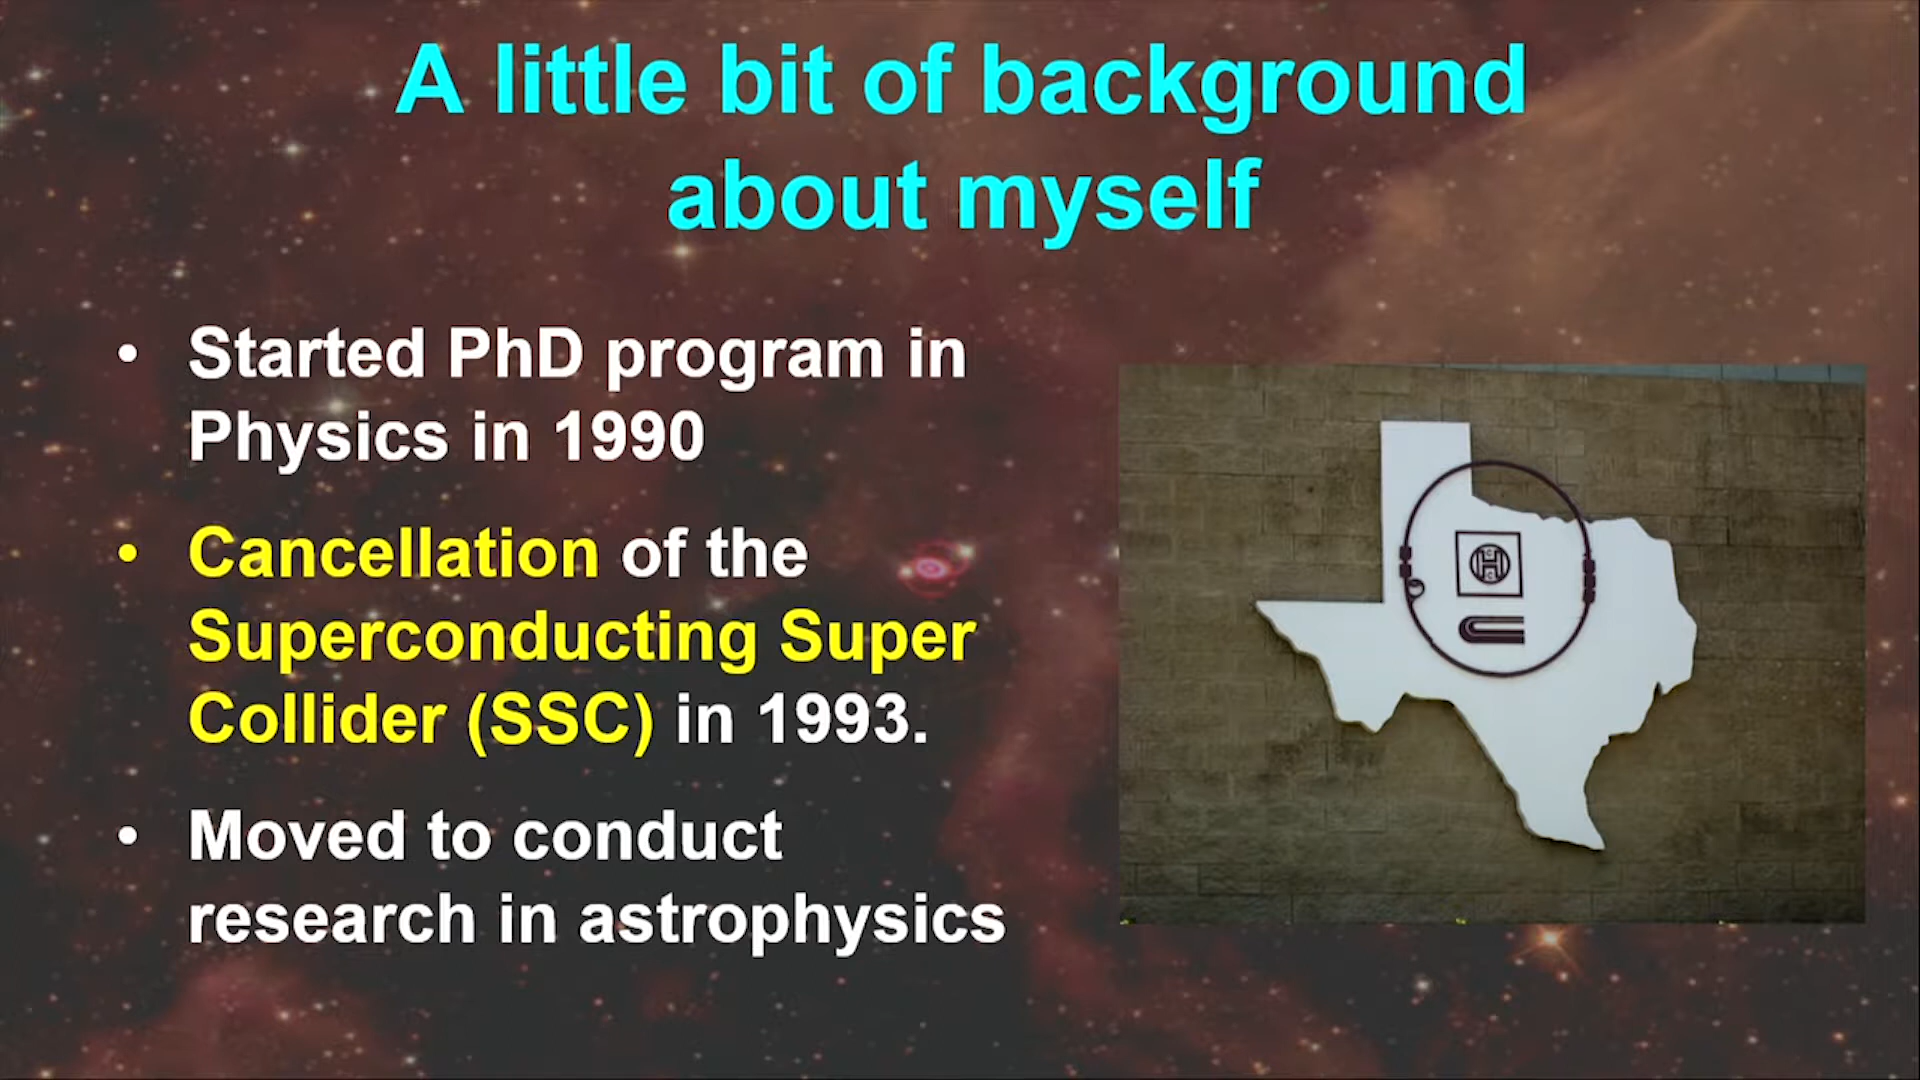 A little bit of background
about myself
• Started PhD program in
Physics in 1990
• Cancellation of the
Superconducting Super
Collider (SSC) in 1993.
• Moved to conduct
research in astrophysics